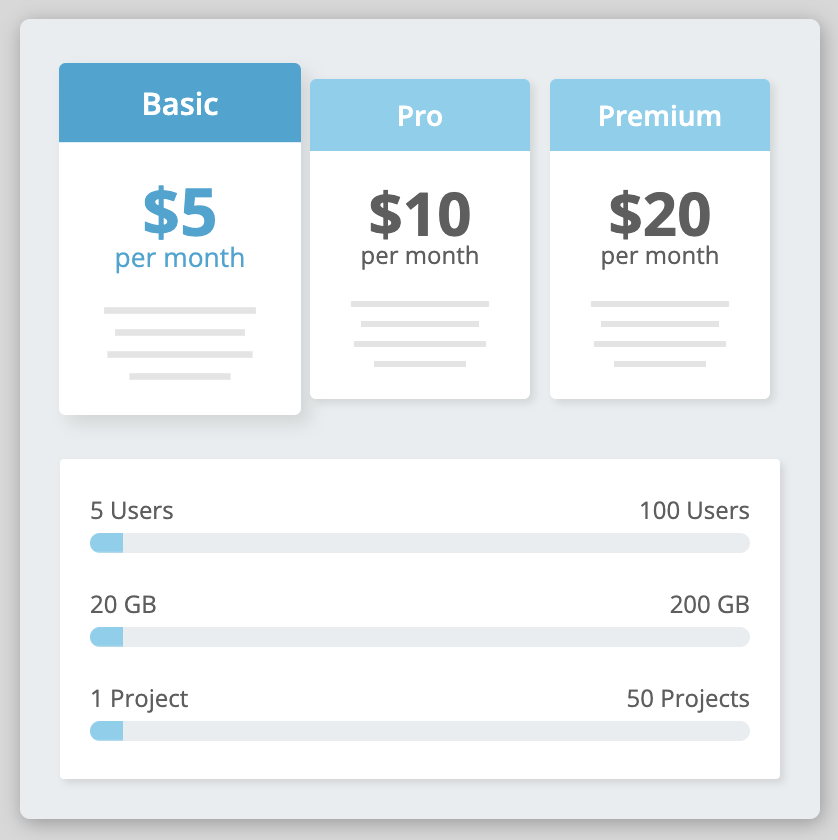 Basic
$5
per month
Pro
$10
per month
Premium
$20
per month
5 Users
100 Users
20 GB
200 GB
1 Project
50 Projects